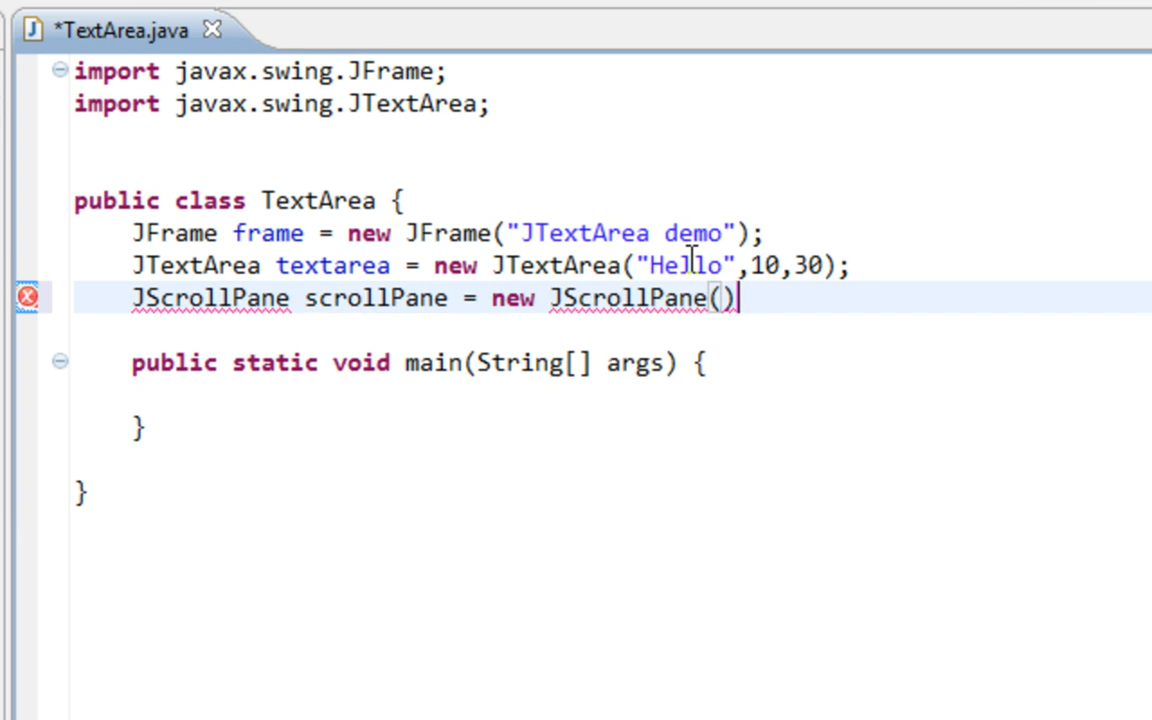 *TextArea.java
import javax.swing.JFrame;
import javax.swing.JTextArea;
public class TextArea {
JFrame frame = new JFrame("JTextArea demo");
JTextArea textarea = new JTextArea("Hello",10,30);
JScrollPane scrollPane = new JScrollPane()
public static void main(String[] args) {
}
}